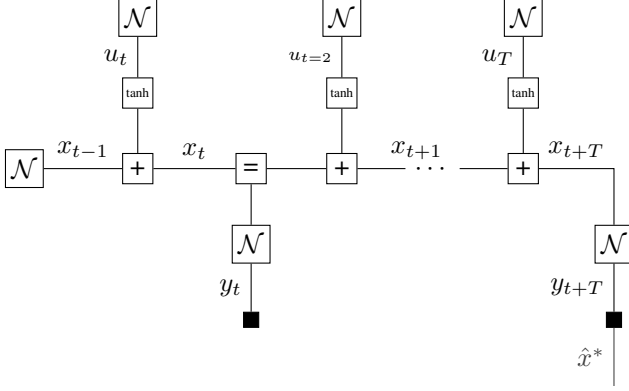 𝒩 𝒩 𝒩
u_t u_{t=2} u_T
tanh tanh tanh
x_{t−1} x_t x_{t+1} x_{t+T}
𝒩 + = + ··· +
𝒩 𝒩
y_t y_{t+T}
x̂*